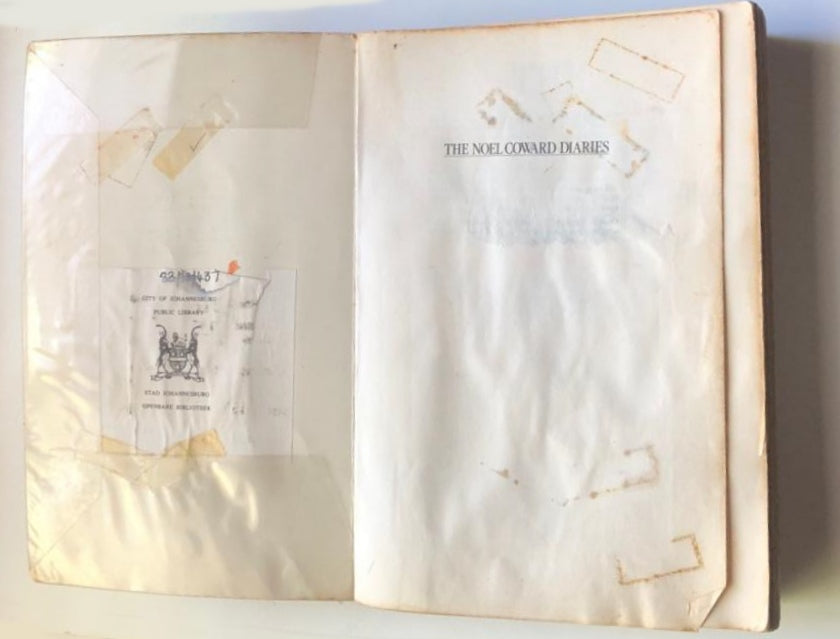 CITY OF JOHANNESBURG
PUBLIC LIBRARY
STAD JOHANNESBURG
OPENBARE BIBLIOTEEK
THE NOEL COWARD DIARIES